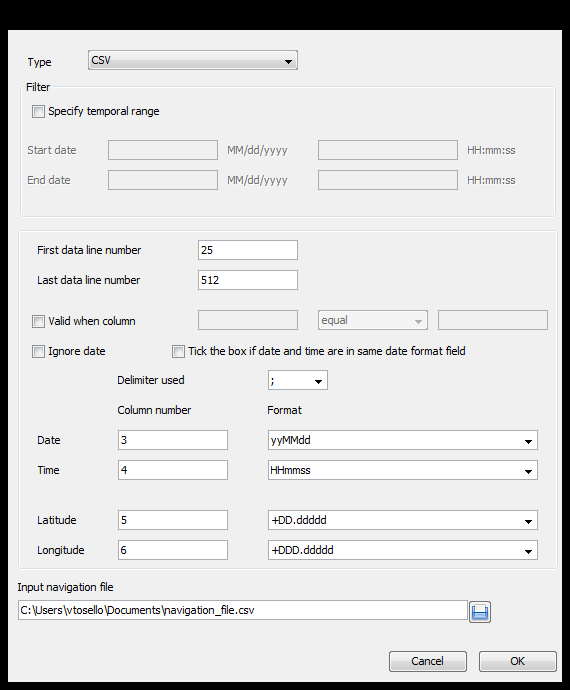 Type CSV
Filter
Specify temporal range
Start date MM/dd/yyyy HH:mm:ss
End date MM/dd/yyyy HH:mm:ss
First data line number 25
Last data line number 512
Valid when column equal
Ignore date Tick the box if date and time are in same date format field
Delimiter used ;
Column number Format
Date 3 yyMMdd
Time 4 HHmmss
Latitude 5 +DD.ddddd
Longitude 6 +DDD.ddddd
Input navigation file
C:\Users\vtosello\Documents\navigation_file.csv
Cancel OK